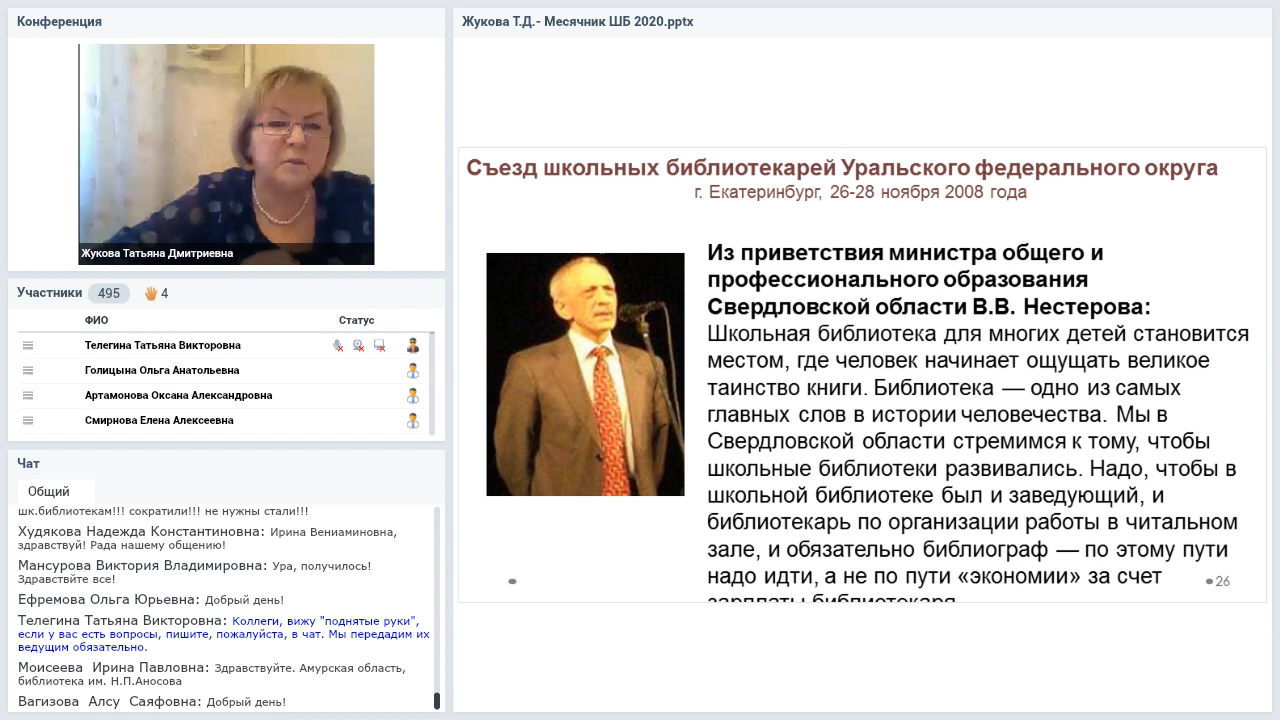 Конференция
Жукова Татьяна Дмитриевна
Участники 495 4
ФИО Статус
Телегина Татьяна Викторовна
Голицына Ольга Анатольевна
Артамонова Оксана Александровна
Смирнова Елена Алексеевна
Чат
Общий
шк.библиотекам!!! сократили!!! не нужны стали!!!
Худякова Надежда Константиновна: Ирина Вениаминовна,
здравствуй! Рада нашему общению!
Мансурова Виктория Владимировна: Ура, получилось!
Здравствйте все!
Ефремова Ольга Юрьевна: Добрый день!
Телегина Татьяна Викторовна: Коллеги, вижу "поднятые руки",
если у вас есть вопросы, пишите, пожалуйста, в чат. Мы передадим их
ведущим обязательно.
Моисеева Ирина Павловна: Здравствуйте. Амурская область,
библиотека им. Н.П.Аносова
Вагизова Алсу Саяфовна: Добрый день!
Жукова Т.Д.- Месячник ШБ 2020.pptx
Съезд школьных библиотекарей Уральского федерального округа
г. Екатеринбург, 26-28 ноября 2008 года
Из приветствия министра общего и
профессионального образования
Свердловской области В.В. Нестерова:
Школьная библиотека для многих детей становится
местом, где человек начинает ощущать великое
таинство книги. Библиотека — одно из самых
главных слов в истории человечества. Мы в
Свердловской области стремимся к тому, чтобы
школьные библиотеки развивались. Надо, чтобы в
школьной библиотеке был и заведующий, и
библиотекарь по организации работы в читальном
зале, и обязательно библиограф — по этому пути
надо идти, а не по пути «экономии» за счет
зарплаты библиотекаря
26